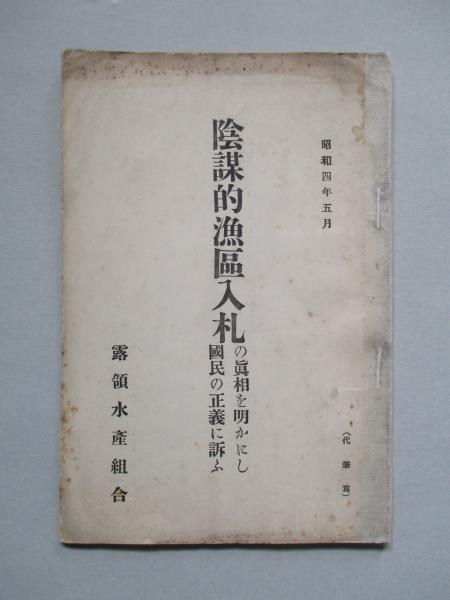 昭和四年五月
（代筆寫）
陰謀的漁區入札の眞相を明かにし
國民の正義に訴ふ
露領水產組合